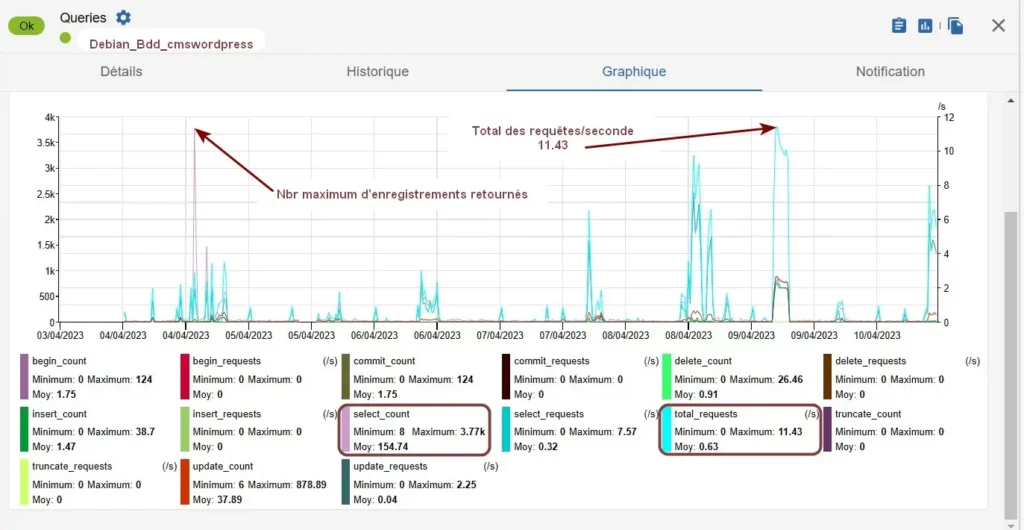 Ok
Queries
Debian_Bdd_cmswordpress
Détails Historique Graphique Notification
/s
4k 12
Total des requêtes/seconde
11.43
3.5k
10
3k
Nbr maximum d'enregistrements retournés
2.5k
8
2k
6
1.5k
4
1k
2
500
0 0
03/04/2023 04/04/2023 04/04/2023 05/04/2023 05/04/2023 06/04/2023 06/04/2023 07/04/2023 07/04/2023 08/04/2023 08/04/2023 09/04/2023 09/04/2023 10/04/2023
begin_count begin_requests (/s) commit_count commit_requests (/s) delete_count delete_requests (/s)
Minimum: 0 Maximum: 124 Minimum: 0 Maximum: 0 Minimum: 0 Maximum: 124 Minimum: 0 Maximum: 0 Minimum: 0 Maximum: 26.46 Minimum: 0 Maximum: 0
Moy: 1.75 Moy: 0 Moy: 1.75 Moy: 0 Moy: 0.91 Moy: 0
insert_count insert_requests (/s) select_count select_requests (/s) total_requests (/s) truncate_count
Minimum: 0 Maximum: 38.7 Minimum: 0 Maximum: 0 Minimum: 8 Maximum: 3.77k Minimum: 0 Maximum: 7.57 Minimum: 0 Maximum: 11.43 Minimum: 0 Maximum: 0
Moy: 1.47 Moy: 0 Moy: 154.74 Moy: 0.32 Moy: 0.63 Moy: 0
truncate_requests (/s) update_count update_requests (/s)
Minimum: 0 Maximum: 0 Minimum: 6 Maximum: 878.89 Minimum: 0 Maximum: 2.25
Moy: 0 Moy: 37.89 Moy: 0.04